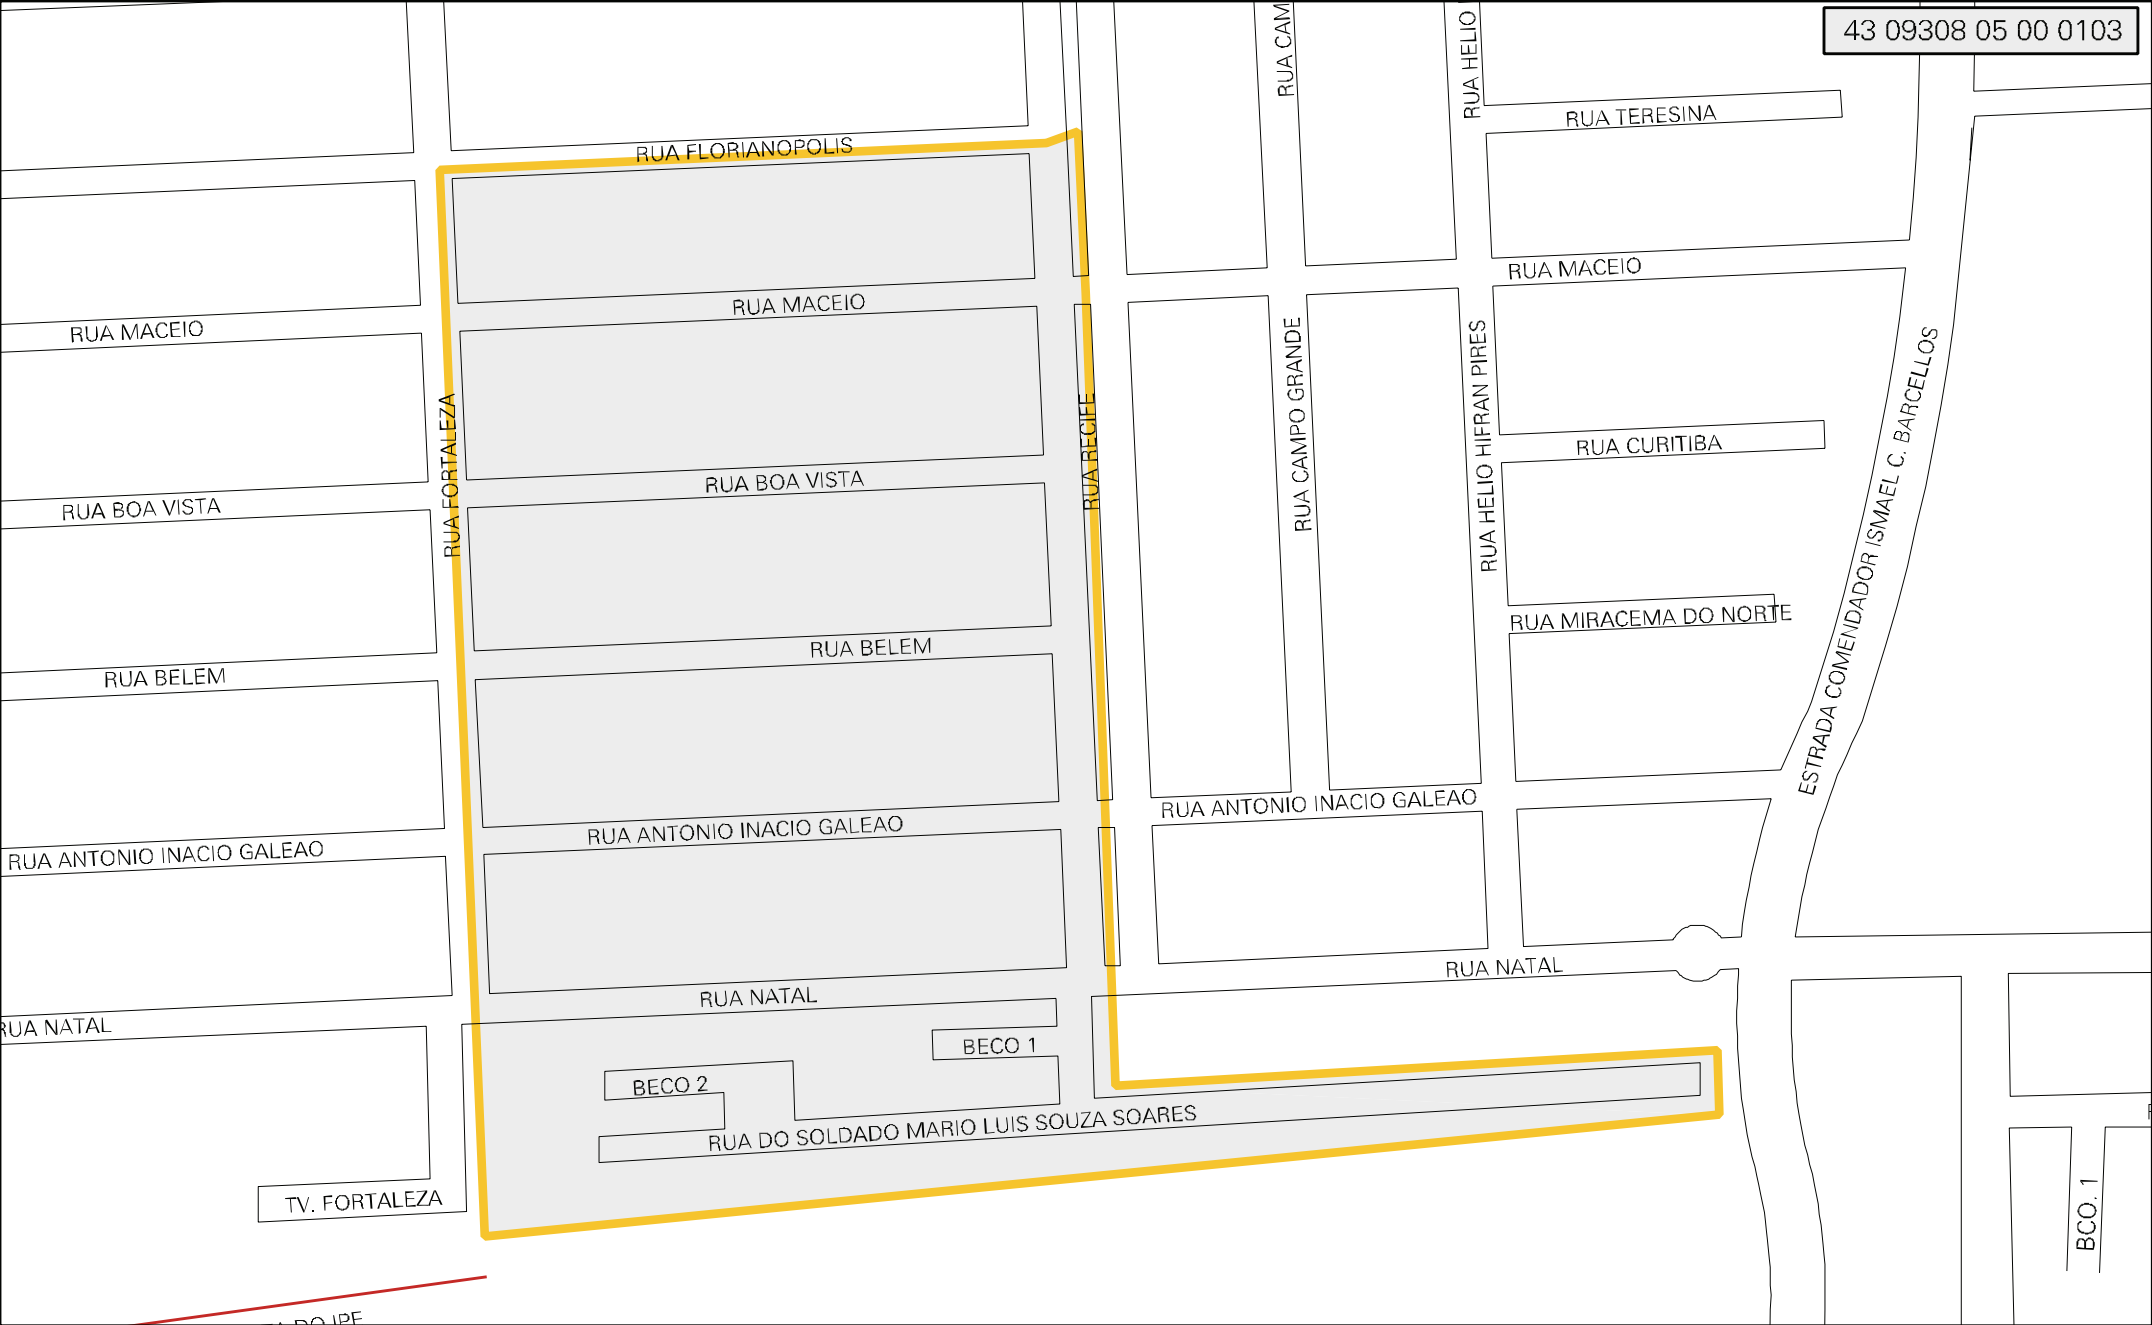 43 09308 05 00 0103
RUA CAM
RUA HELIO
RUA TERESINA
RUA FLORIANOPOLIS
RUA MACEIO
RUA MACEIO
RUA MACEIO
RUA FORTALEZA
RUA RECIFE
RUA CAMPO GRANDE
RUA HELIO HIFRAN PIRES
ESTRADA COMENDADOR ISMAEL C. BARCELLOS
RUA CURITIBA
RUA BOA VISTA
RUA BOA VISTA
RUA MIRACEMA DO NORTE
RUA BELEM
RUA BELEM
RUA ANTONIO INACIO GALEAO
RUA ANTONIO INACIO GALEAO
RUA ANTONIO INACIO GALEAO
RUA NATAL
RUA NATAL
RUA NATAL
BECO 1
BECO 2
RUA DO SOLDADO MARIO LUIS SOUZA SOARES
TV. FORTALEZA
BCO. 1
DO IPE